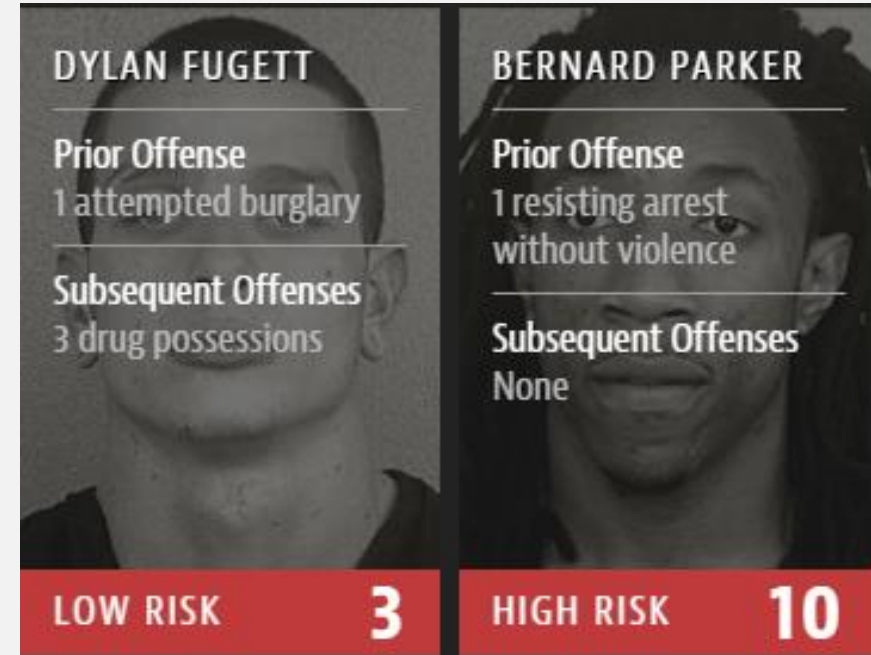 DYLAN FUGETT
Prior Offense
1 attempted burglary
Subsequent Offenses
3 drug possessions
LOW RISK 3
BERNARD PARKER
Prior Offense
1 resisting arrest
without violence
Subsequent Offenses
None
HIGH RISK 10